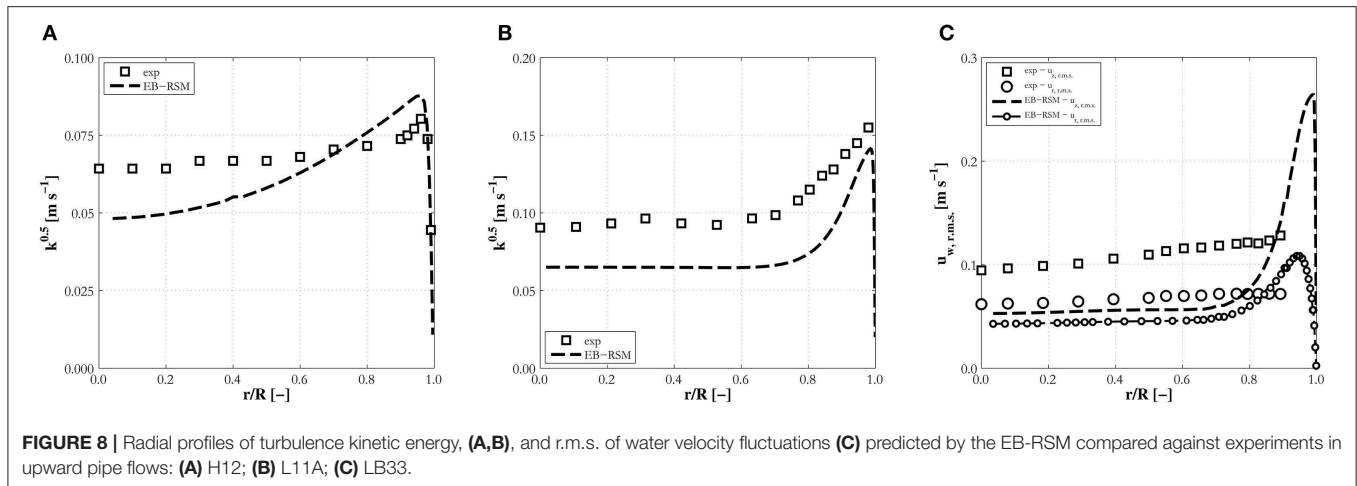 A
0.100
0.075
0.050
0.025
0.000
k^0.5 [m s^-1]
exp
EB-RSM
0.0 0.2 0.4 0.6 0.8 1.0
r/R [-]
B
0.20
0.15
0.10
0.05
0.00
k^0.5 [m s^-1]
exp
EB-RSM
0.0 0.2 0.4 0.6 0.8 1.0
r/R [-]
C
0.3
0.2
0.1
0.0
u_w, r.m.s. [m s^-1]
exp - u_z, r.m.s.
exp - u_r, r.m.s.
EB-RSM - u_z, r.m.s.
EB-RSM - u_r, r.m.s.
0.0 0.2 0.4 0.6 0.8 1.0
r/R [-]
FIGURE 8 | Radial profiles of turbulence kinetic energy, (A,B), and r.m.s. of water velocity fluctuations (C) predicted by the EB-RSM compared against experiments in
upward pipe flows: (A) H12; (B) L11A; (C) LB33.